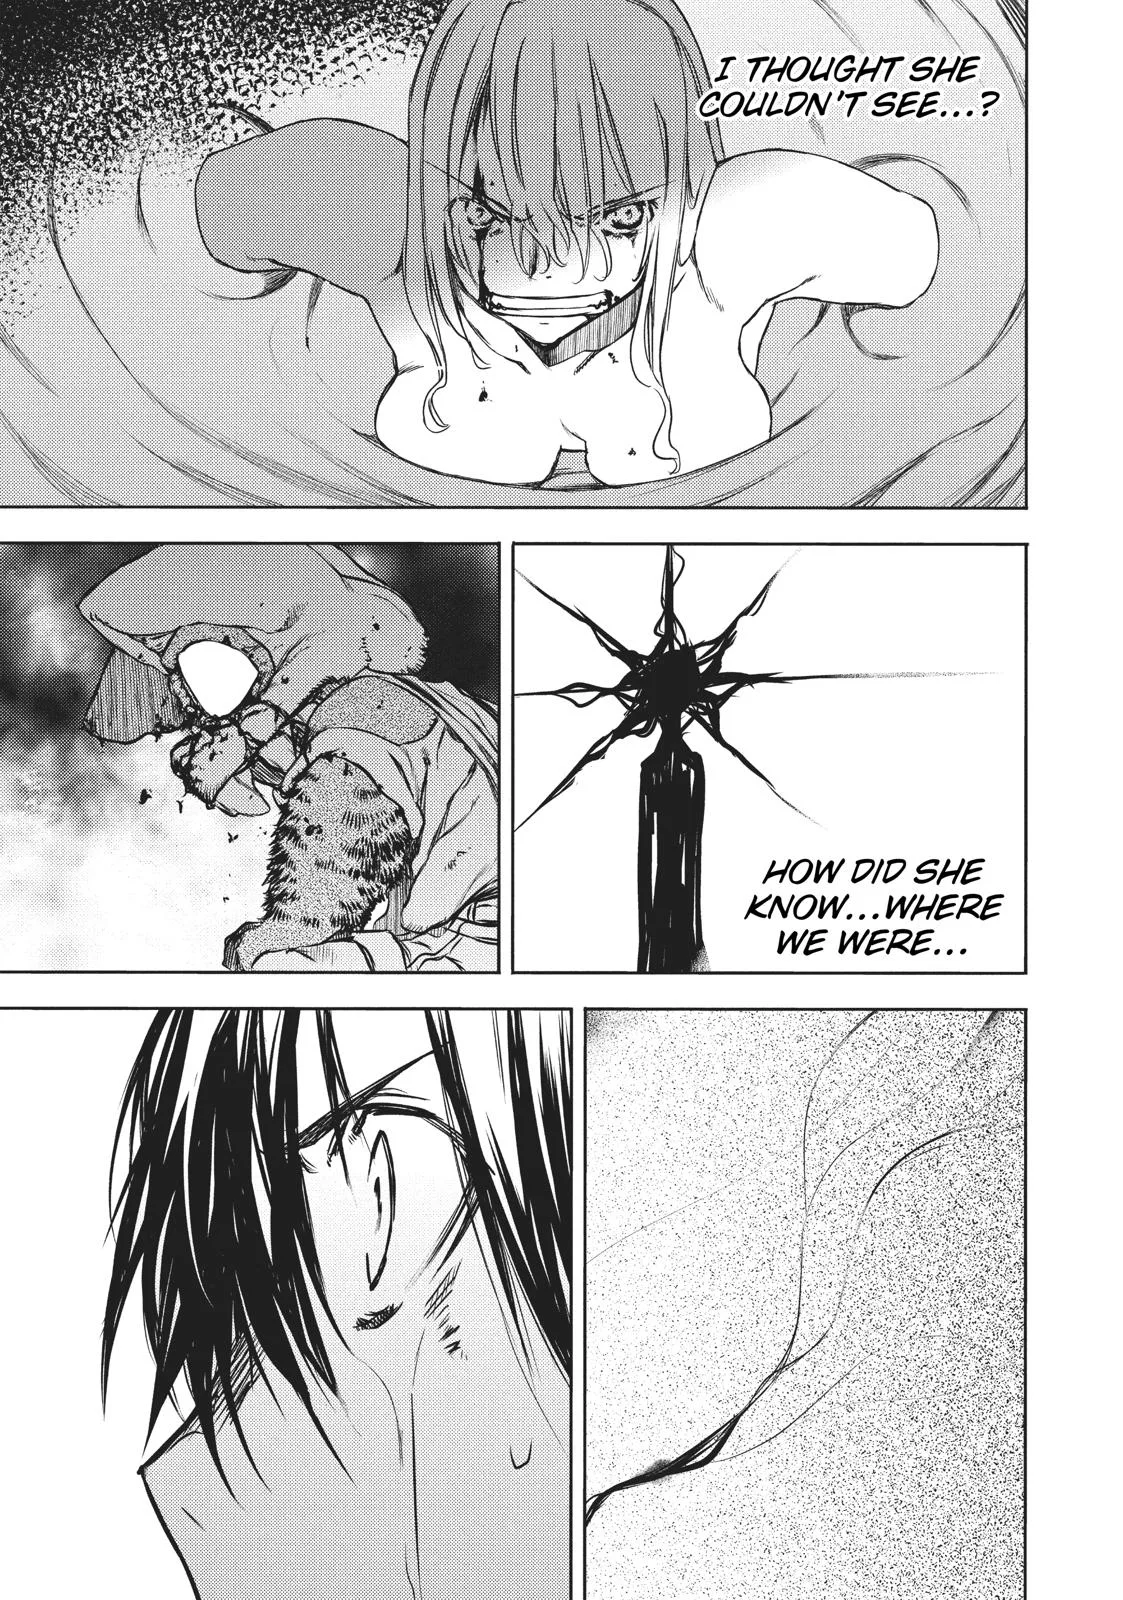 I THOUGHT SHE
COULDN'T SEE...?
HOW DID SHE
KNOW...WHERE
WE WERE...